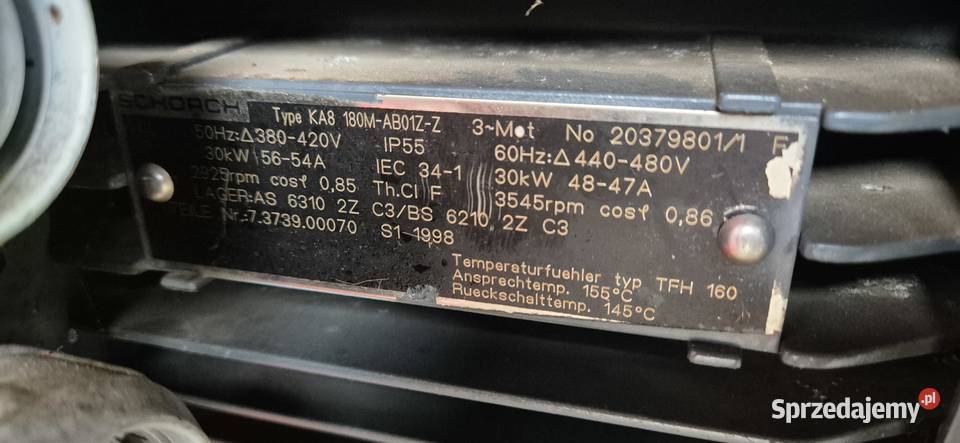 SCHORCH Type KA8 180M-AB01Z-Z 3~Mot No 20379801/1 F
50Hz:Δ380-420V IP55 60Hz:Δ440-480V
30kW 56-54A IEC 34-1 30kW 48-47A
2925rpm cosφ 0,85 Th.Cl F 3545rpm cosφ 0,86
LAGER:AS 6310 2Z C3/BS 6210 2Z C3
TEILE Nr.:7.3739.00070 S1 1998
Temperaturfuehler typ TFH 160
Ansprechtemp. 155°C
Rueckschalttemp. 145°C
Sprzedajemy.pl